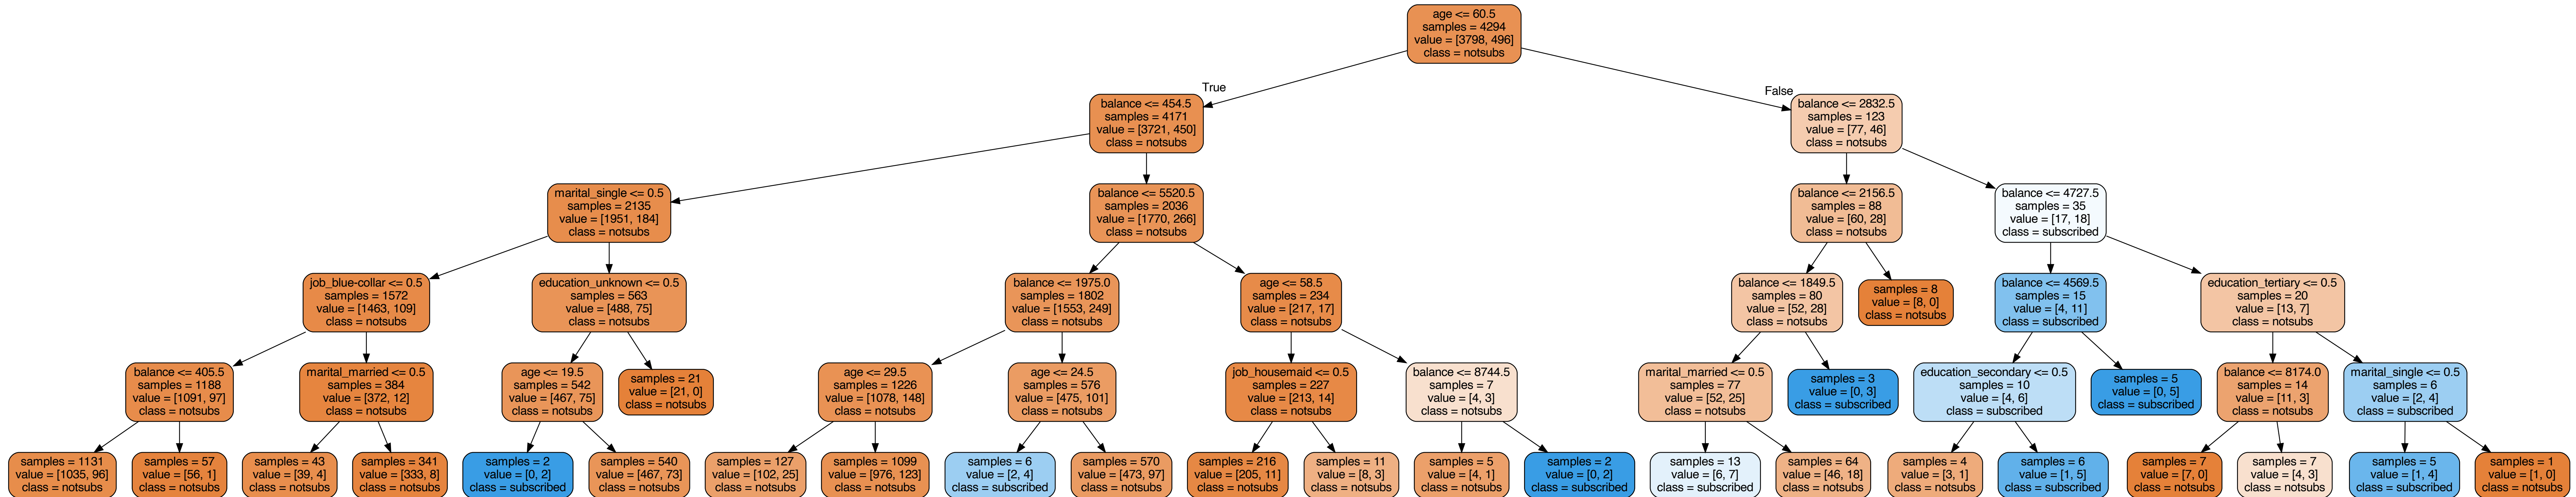 age <= 60.5
samples = 4294
value = [3798, 496]
class = notsubs
True
False
balance <= 454.5
samples = 4171
value = [3721, 450]
class = notsubs
balance <= 2832.5
samples = 123
value = [77, 46]
class = notsubs
marital_single <= 0.5
samples = 2135
value = [1951, 184]
class = notsubs
balance <= 5520.5
samples = 2036
value = [1770, 266]
class = notsubs
balance <= 2156.5
samples = 88
value = [60, 28]
class = notsubs
balance <= 4727.5
samples = 35
value = [17, 18]
class = subscribed
job_blue-collar <= 0.5
samples = 1572
value = [1463, 109]
class = notsubs
education_unknown <= 0.5
samples = 563
value = [488, 75]
class = notsubs
balance <= 1975.0
samples = 1802
value = [1553, 249]
class = notsubs
age <= 58.5
samples = 234
value = [217, 17]
class = notsubs
balance <= 1849.5
samples = 80
value = [52, 28]
class = notsubs
samples = 8
value = [8, 0]
class = notsubs
balance <= 4569.5
samples = 15
value = [4, 11]
class = subscribed
education_tertiary <= 0.5
samples = 20
value = [13, 7]
class = notsubs
balance <= 405.5
samples = 1188
value = [1091, 97]
class = notsubs
marital_married <= 0.5
samples = 384
value = [372, 12]
class = notsubs
age <= 19.5
samples = 542
value = [467, 75]
class = notsubs
samples = 21
value = [21, 0]
class = notsubs
age <= 29.5
samples = 1226
value = [1078, 148]
class = notsubs
age <= 24.5
samples = 576
value = [475, 101]
class = notsubs
job_housemaid <= 0.5
samples = 227
value = [213, 14]
class = notsubs
balance <= 8744.5
samples = 7
value = [4, 3]
class = notsubs
marital_married <= 0.5
samples = 77
value = [52, 25]
class = notsubs
samples = 3
value = [0, 3]
class = subscribed
education_secondary <= 0.5
samples = 10
value = [4, 6]
class = subscribed
samples = 5
value = [0, 5]
class = subscribed
balance <= 8174.0
samples = 14
value = [11, 3]
class = notsubs
marital_single <= 0.5
samples = 6
value = [2, 4]
class = subscribed
samples = 1131
value = [1035, 96]
class = notsubs
samples = 57
value = [56, 1]
class = notsubs
samples = 43
value = [39, 4]
class = notsubs
samples = 341
value = [333, 8]
class = notsubs
samples = 2
value = [0, 2]
class = subscribed
samples = 540
value = [467, 73]
class = notsubs
samples = 127
value = [102, 25]
class = notsubs
samples = 1099
value = [976, 123]
class = notsubs
samples = 6
value = [2, 4]
class = subscribed
samples = 570
value = [473, 97]
class = notsubs
samples = 216
value = [205, 11]
class = notsubs
samples = 11
value = [8, 3]
class = notsubs
samples = 5
value = [4, 1]
class = notsubs
samples = 2
value = [0, 2]
class = subscribed
samples = 13
value = [6, 7]
class = subscribed
samples = 64
value = [46, 18]
class = notsubs
samples = 4
value = [3, 1]
class = notsubs
samples = 6
value = [1, 5]
class = subscribed
samples = 7
value = [7, 0]
class = notsubs
samples = 7
value = [4, 3]
class = notsubs
samples = 5
value = [1, 4]
class = subscribed
samples = 1
value = [1, 0]
class = notsubs